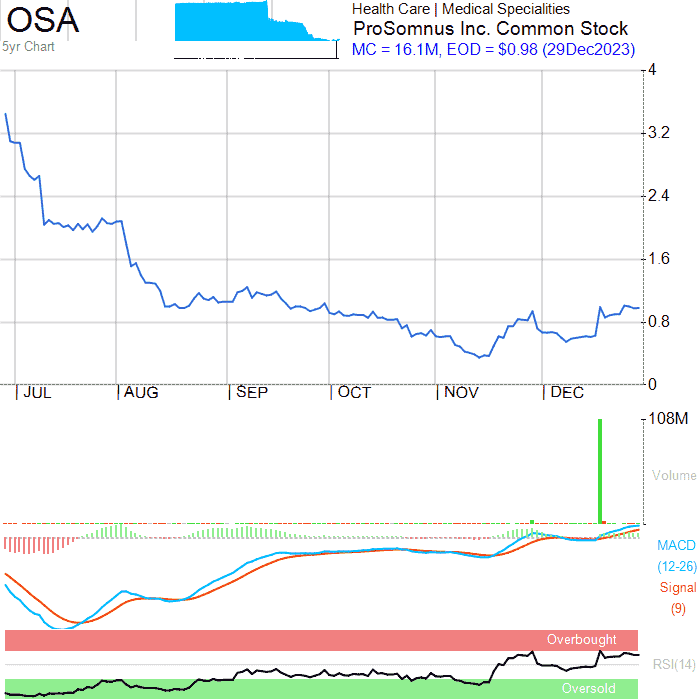 OSA
5yr Chart
Health Care | Medical Specialities
ProSomnus Inc. Common Stock
MC = 16.1M, EOD = $0.98 (29Dec2023)
4
3.2
2.4
1.6
0.8
0
JUL AUG SEP OCT NOV DEC
108M
Volume
MACD
(12-26)
Signal
(9)
Overbought
RSI(14)
Oversold